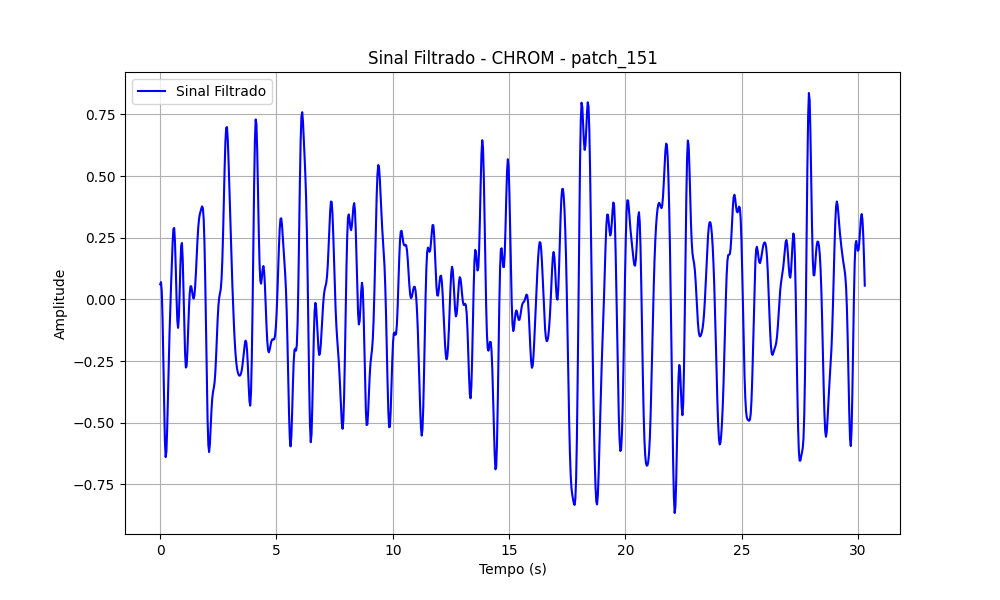 Sinal Filtrado - CHROM - patch_151
Sinal Filtrado
0.75
0.50
0.25
0.00
−0.25
−0.50
−0.75
Amplitude
0 5 10 15 20 25 30
Tempo (s)